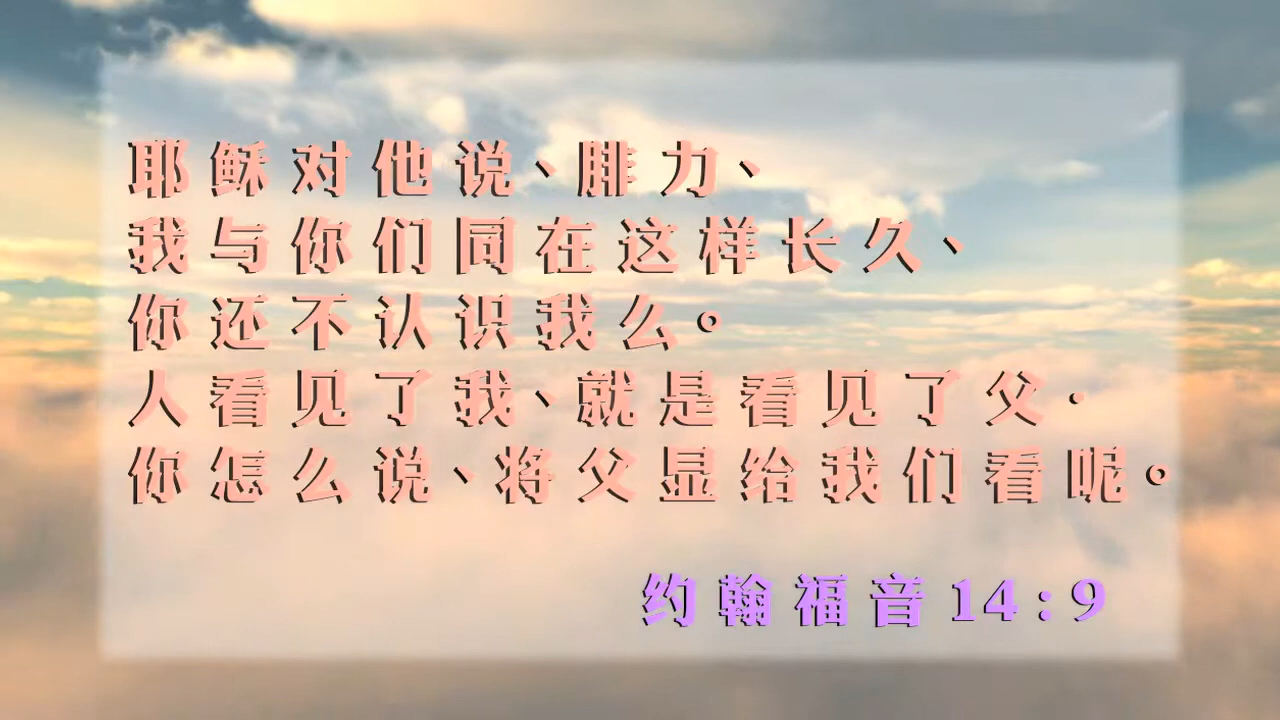 耶稣对他说、腓力、
我与你们同在这样长久、
你还不认识我么。
人看见了我、就是看见了父．
你怎么说、将父显给我们看呢。
约翰福音14:9